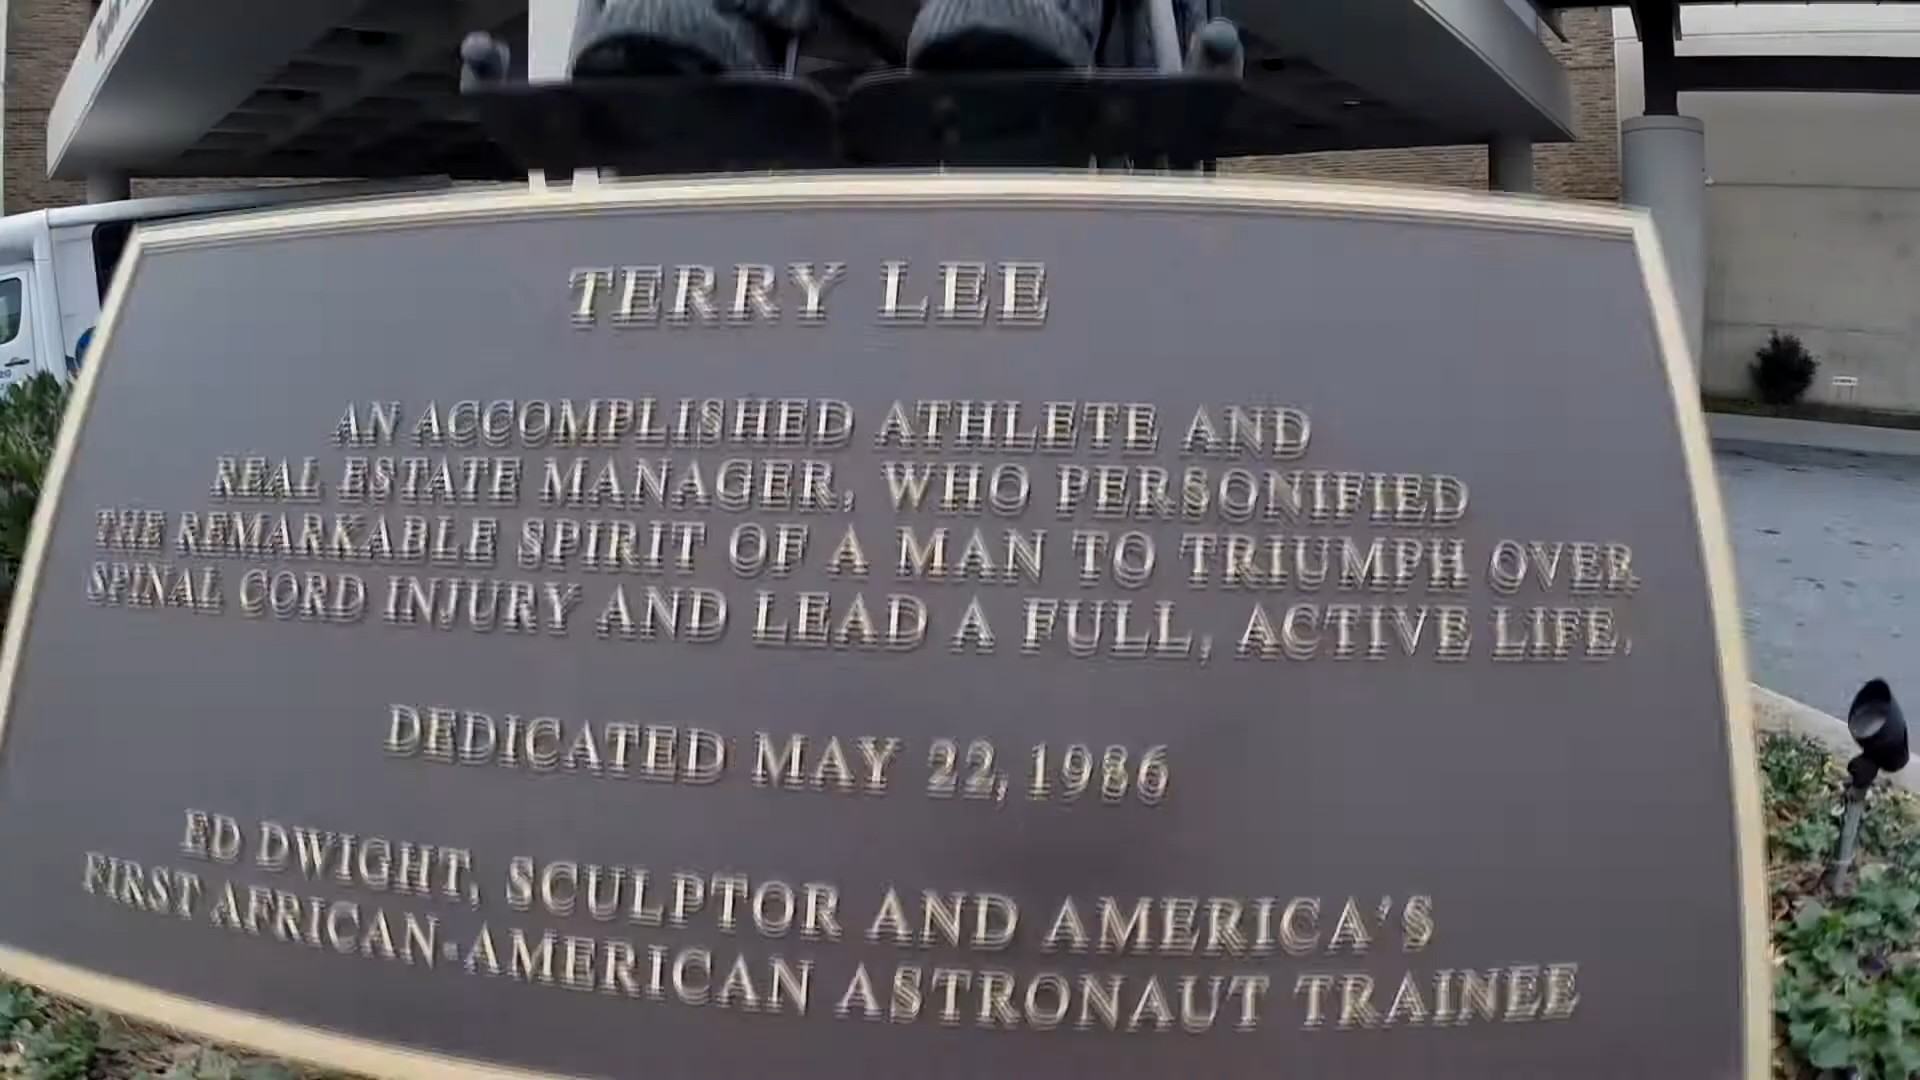 TERRY LEE
AN ACCOMPLISHED ATHLETE AND
REAL ESTATE MANAGER, WHO PERSONIFIED
THE REMARKABLE SPIRIT OF A MAN TO TRIUMPH OVER
SPINAL CORD INJURY AND LEAD A FULL, ACTIVE LIFE.
DEDICATED MAY 22, 1986
ED DWIGHT, SCULPTOR AND AMERICA'S
FIRST AFRICAN-AMERICAN ASTRONAUT TRAINEE